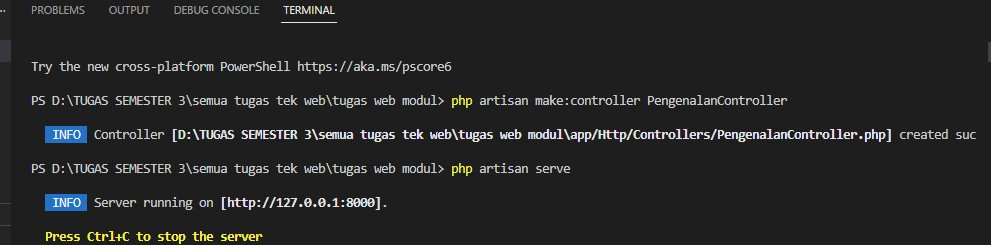 PROBLEMS OUTPUT DEBUG CONSOLE TERMINAL
Try the new cross-platform PowerShell https://aka.ms/pscore6
PS D:\TUGAS SEMESTER 3\semua tugas tek web\tugas web modul> php artisan make:controller PengenalanController
INFO Controller [D:\TUGAS SEMESTER 3\semua tugas tek web\tugas web modul\app/Http/Controllers/PengenalanController.php] created suc
PS D:\TUGAS SEMESTER 3\semua tugas tek web\tugas web modul> php artisan serve
INFO Server running on [http://127.0.0.1:8000].
Press Ctrl+C to stop the server